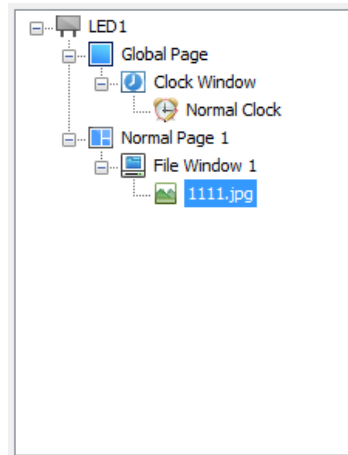 LED1
Global Page
Clock Window
Normal Clock
Normal Page 1
File Window 1
1111.jpg